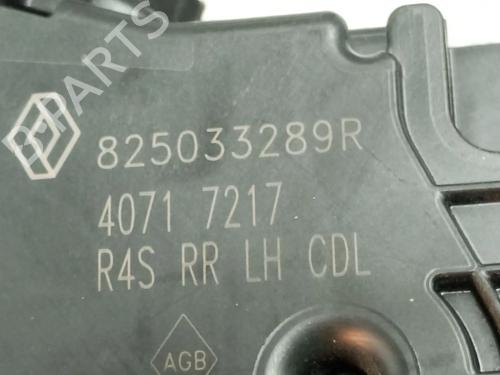 B-PARTS
825033289R
4071 7217
R4S RR LH CDL
AGB